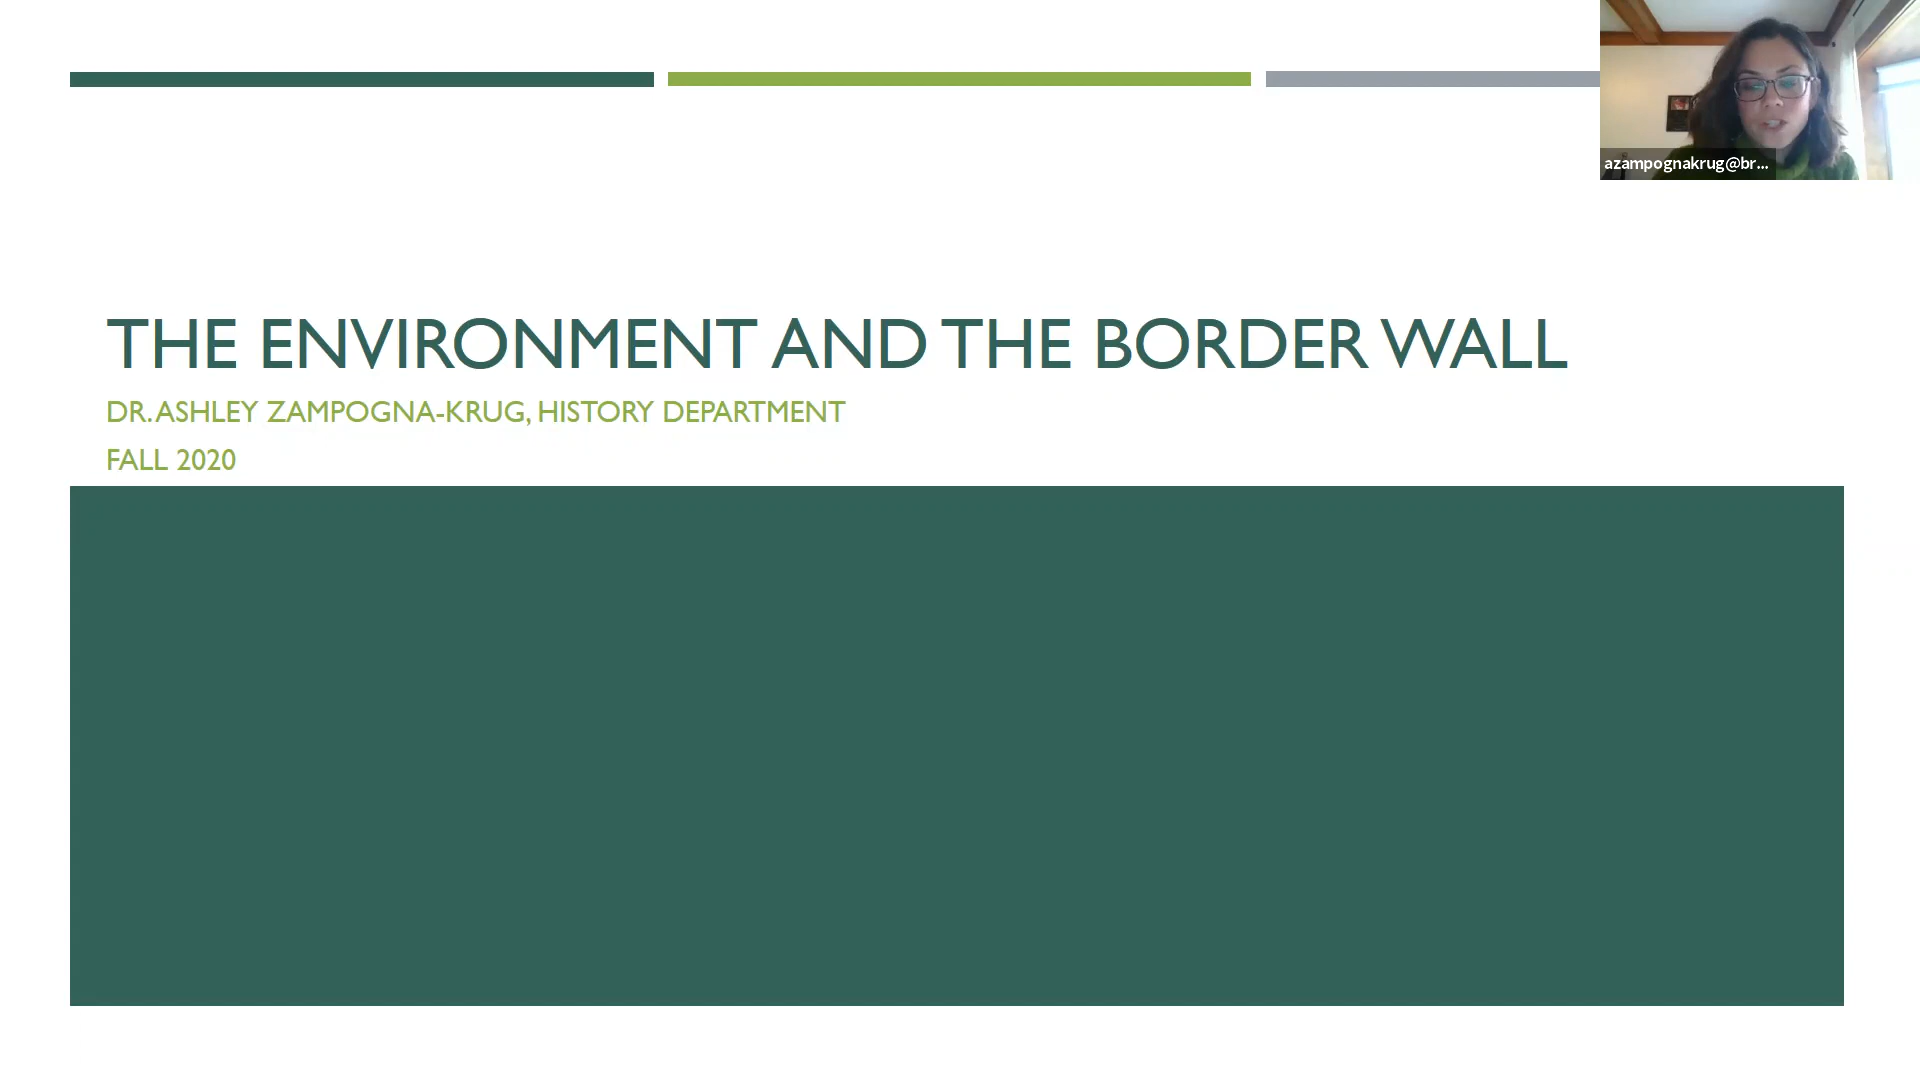 azampognakrug@br...
THE ENVIRONMENT AND THE BORDER WALL
DR. ASHLEY ZAMPOGNA-KRUG, HISTORY DEPARTMENT
FALL 2020